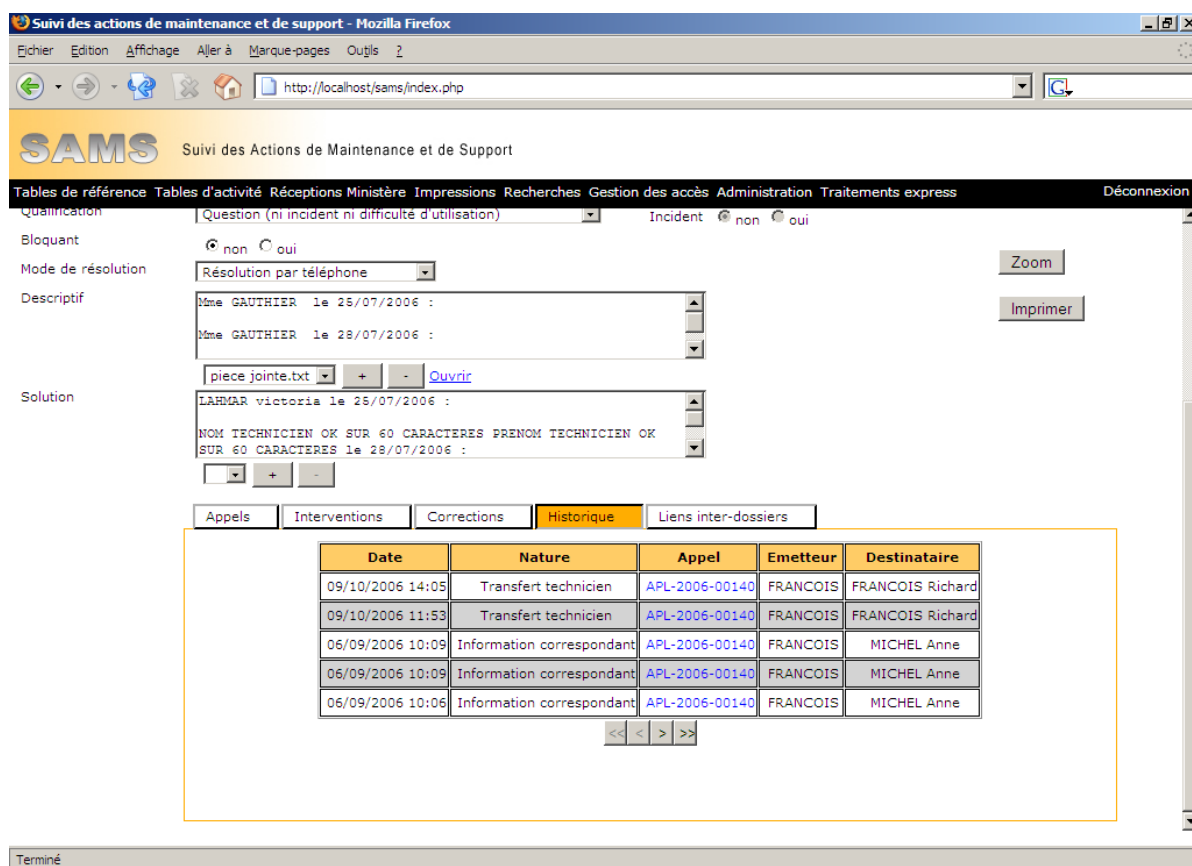 Suivi des actions de maintenance et de support - Mozilla Firefox
Fichier Edition Affichage Aller à Marque-pages Outils ?
http://localhost/sams/index.php
G
SAMS Suivi des Actions de Maintenance et de Support
Tables de référence Tables d'activité Réceptions Ministère Impressions Recherches Gestion des accès Administration Traitements express Déconnexion
Qualification Question (ni incident ni difficulté d'utilisation) Incident non oui
Bloquant non oui
Mode de résolution Résolution par téléphone Zoom
Descriptif Mme GAUTHIER le 25/07/2006 :
Imprimer
Mme GAUTHIER le 28/07/2006 :
piece jointe.txt + - Ouvrir
Solution LAHMAR victoria le 25/07/2006 :
NOM TECHNICIEN OK SUR 60 CARACTERES PRENOM TECHNICIEN OK
SUR 60 CARACTERES le 28/07/2006 :
+ -
Appels Interventions Corrections Historique Liens inter-dossiers
Date Nature Appel Emetteur Destinataire
09/10/2006 14:05 Transfert technicien APL-2006-00140 FRANCOIS FRANCOIS Richard
09/10/2006 11:53 Transfert technicien APL-2006-00140 FRANCOIS FRANCOIS Richard
06/09/2006 10:09 Information correspondant APL-2006-00140 FRANCOIS MICHEL Anne
06/09/2006 10:09 Information correspondant APL-2006-00140 FRANCOIS MICHEL Anne
06/09/2006 10:06 Information correspondant APL-2006-00140 FRANCOIS MICHEL Anne
<< < > >>
Terminé